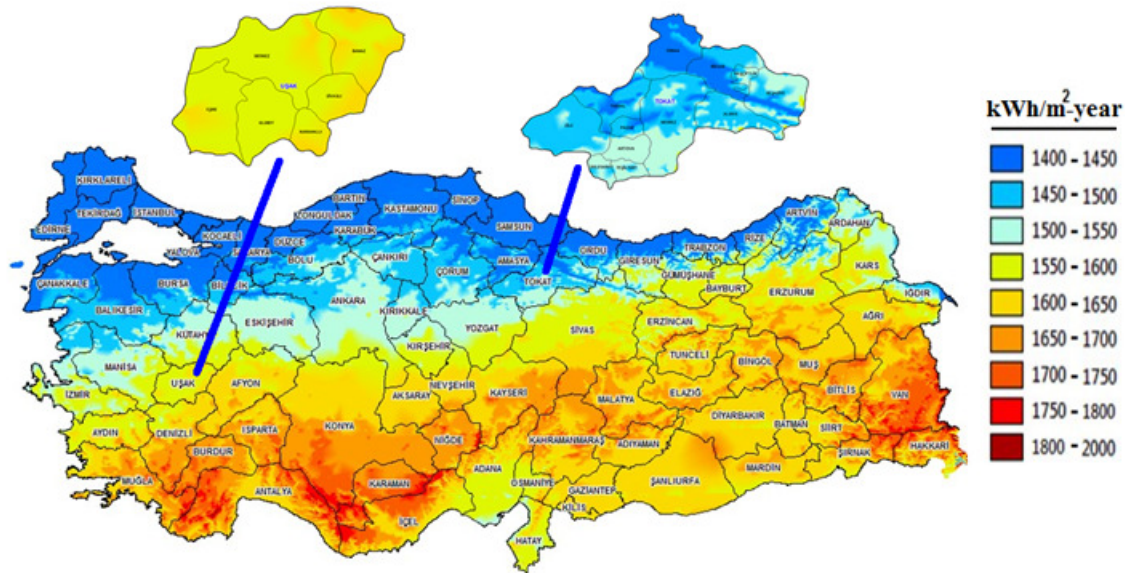 UŞAK
TOKAT
ARTOVA
kWh/m²-year
1400 - 1450
1450 - 1500
1500 - 1550
1550 - 1600
1600 - 1650
1650 - 1700
1700 - 1750
1750 - 1800
1800 - 2000
KIRKLARELİ
EDİRNE
TEKİRDAĞ
İSTANBUL
KOCAELİ
YALOVA
DÜZCE
ZONGULDAK
BARTIN
KARABÜK
KASTAMONU
SİNOP
SAMSUN
ORDU
GİRESUN
TRABZON
RİZE
ARTVİN
ARDAHAN
ÇANAKKALE
BURSA
BOLU
ÇANKIRI
ÇORUM
AMASYA
TOKAT
GÜMÜŞHANE
BAYBURT
ERZURUM
KARS
IĞDIR
BALIKESİR
ESKİŞEHİR
ANKARA
KIRIKKALE
YOZGAT
SİVAS
ERZİNCAN
AĞRI
MANİSA
UŞAK
AFYON
KIRŞEHİR
NEVŞEHİR
AKSARAY
KAYSERİ
MALATYA
TUNCELİ
ELAZIĞ
BİNGÖL
MUŞ
BİTLİS
VAN
İZMİR
AYDIN
DENİZLİ
ISPARTA
BURDUR
KONYA
NİĞDE
KAHRAMANMARAŞ
ADIYAMAN
DİYARBAKIR
BATMAN
SİİRT
ŞIRNAK
HAKKARİ
MUĞLA
ANTALYA
KARAMAN
İÇEL
ADANA
OSMANİYE
GAZİANTEP
KİLİS
ŞANLIURFA
MARDİN
HATAY